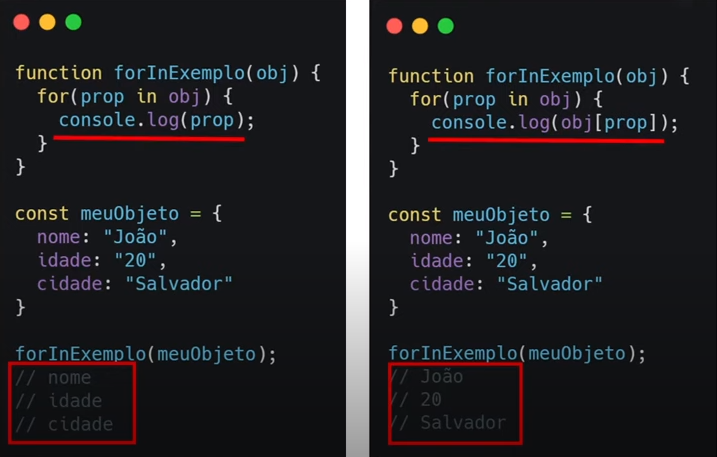 function forInExemplo(obj) {
for(prop in obj) {
console.log(prop);
}
}
const meuObjeto = {
nome: "João",
idade: "20",
cidade: "Salvador"
}
forInExemplo(meuObjeto);
// nome
// idade
// cidade
function forInExemplo(obj) {
for(prop in obj) {
console.log(obj[prop]);
}
}
const meuObjeto = {
nome: "João",
idade: "20",
cidade: "Salvador"
}
forInExemplo(meuObjeto);
// João
// 20
// Salvador